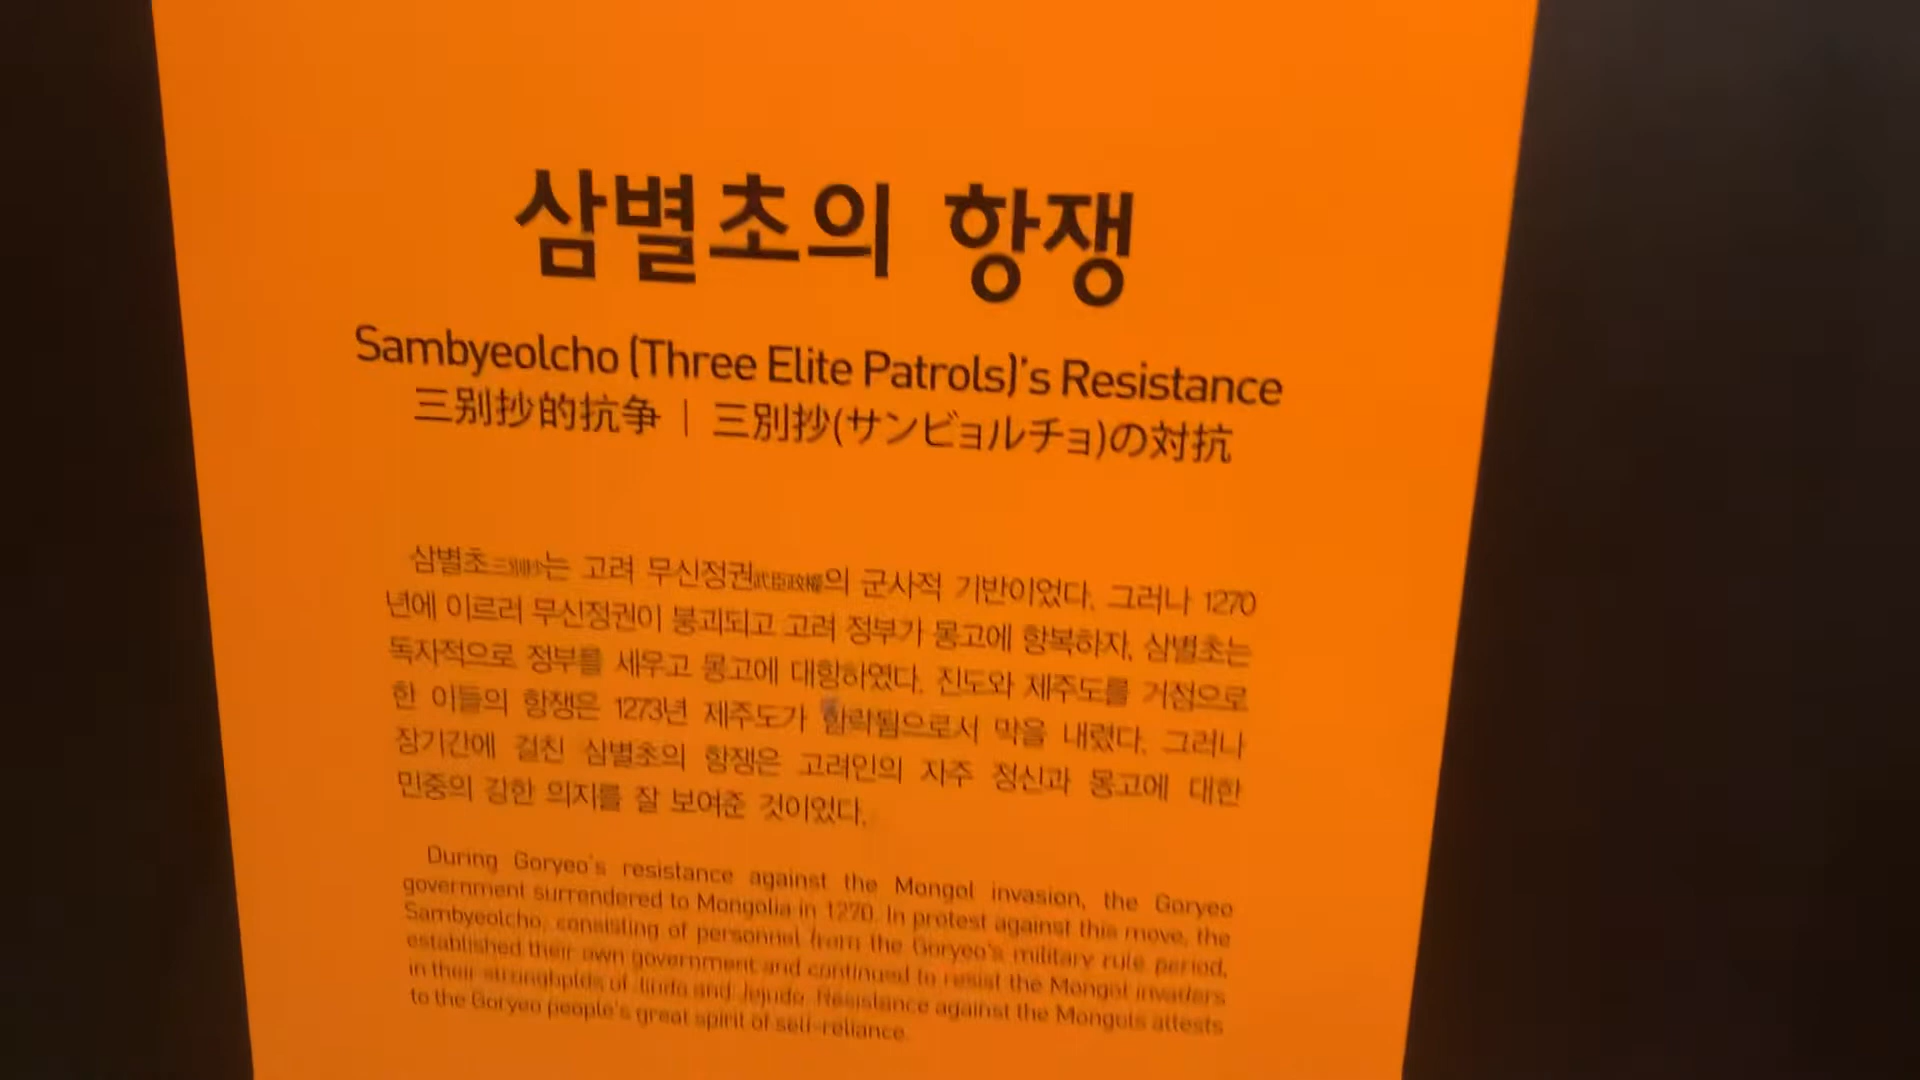 삼별초의 항쟁
Sambyeolcho (Three Elite Patrols)'s Resistance
三别抄的抗争 | 三別抄(サンビョルチョ)の対抗
삼별초三別抄는 고려 무신정권武臣政權의 군사적 기반이었다. 그러나 1270
년에 이르러 무신정권이 붕괴되고 고려 정부가 몽고에 항복하자, 삼별초는
독자적으로 정부를 세우고 몽고에 대항하였다. 진도와 제주도를 거점으로
한 이들의 항쟁은 1273년 제주도가 함락됨으로서 막을 내렸다. 그러나
장기간에 걸친 삼별초의 항쟁은 고려인의 자주 정신과 몽고에 대한
민중의 강한 의지를 잘 보여준 것이었다.
During Goryeo's resistance against the Mongol invasion, the Goryeo
government surrendered to Mongolia in 1270. In protest against this move, the
Sambyeolcho, consisting of personnel from the Goryeo's military rule period,
established their own government and continued to resist the Mongol invaders
in their strongholds of Jindo and Jejudo. Resistance against the Mongols attests
to the Goryeo people's great spirit of self-reliance.